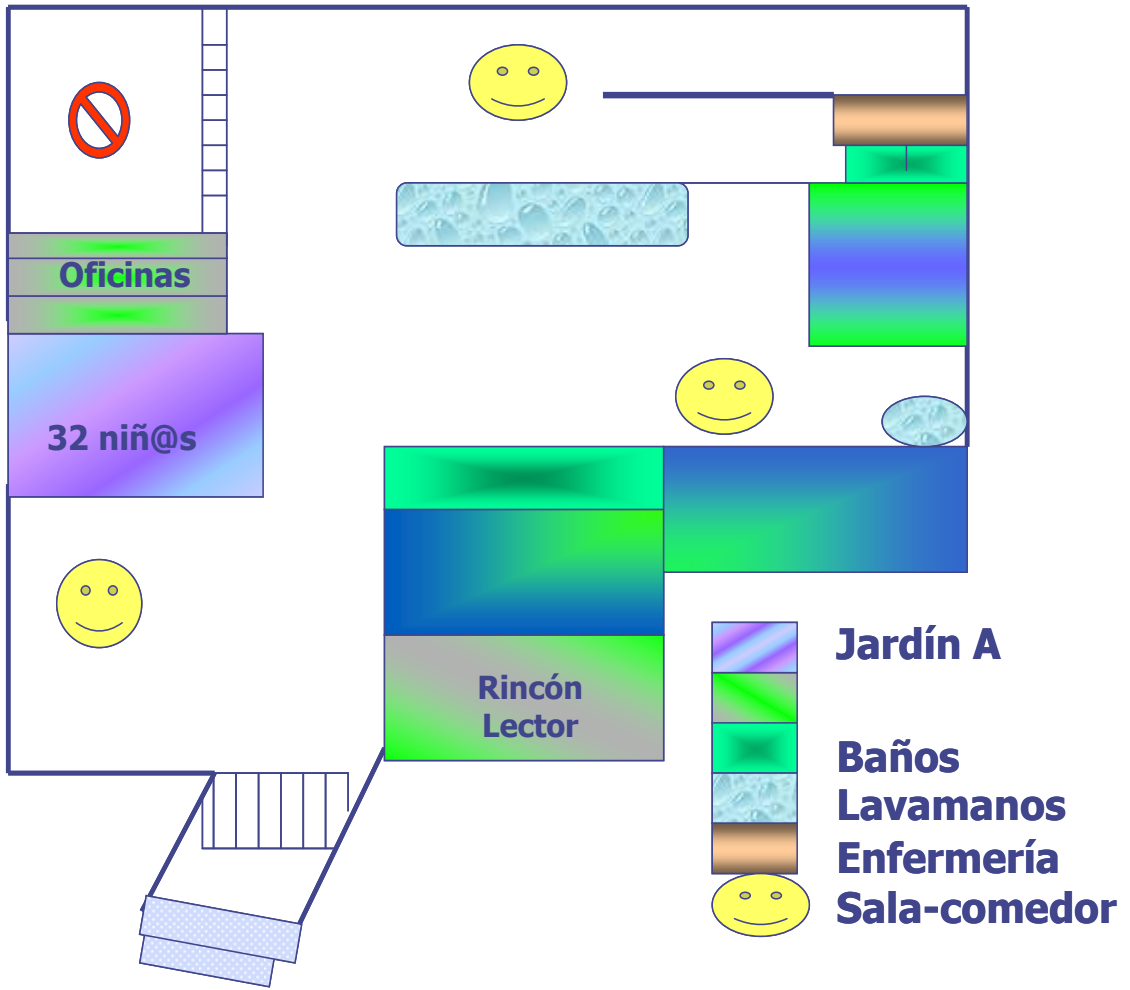 Oficinas
32 niñ@s
Rincón
Lector
Jardín A
Baños
Lavamanos
Enfermería
Sala-comedor